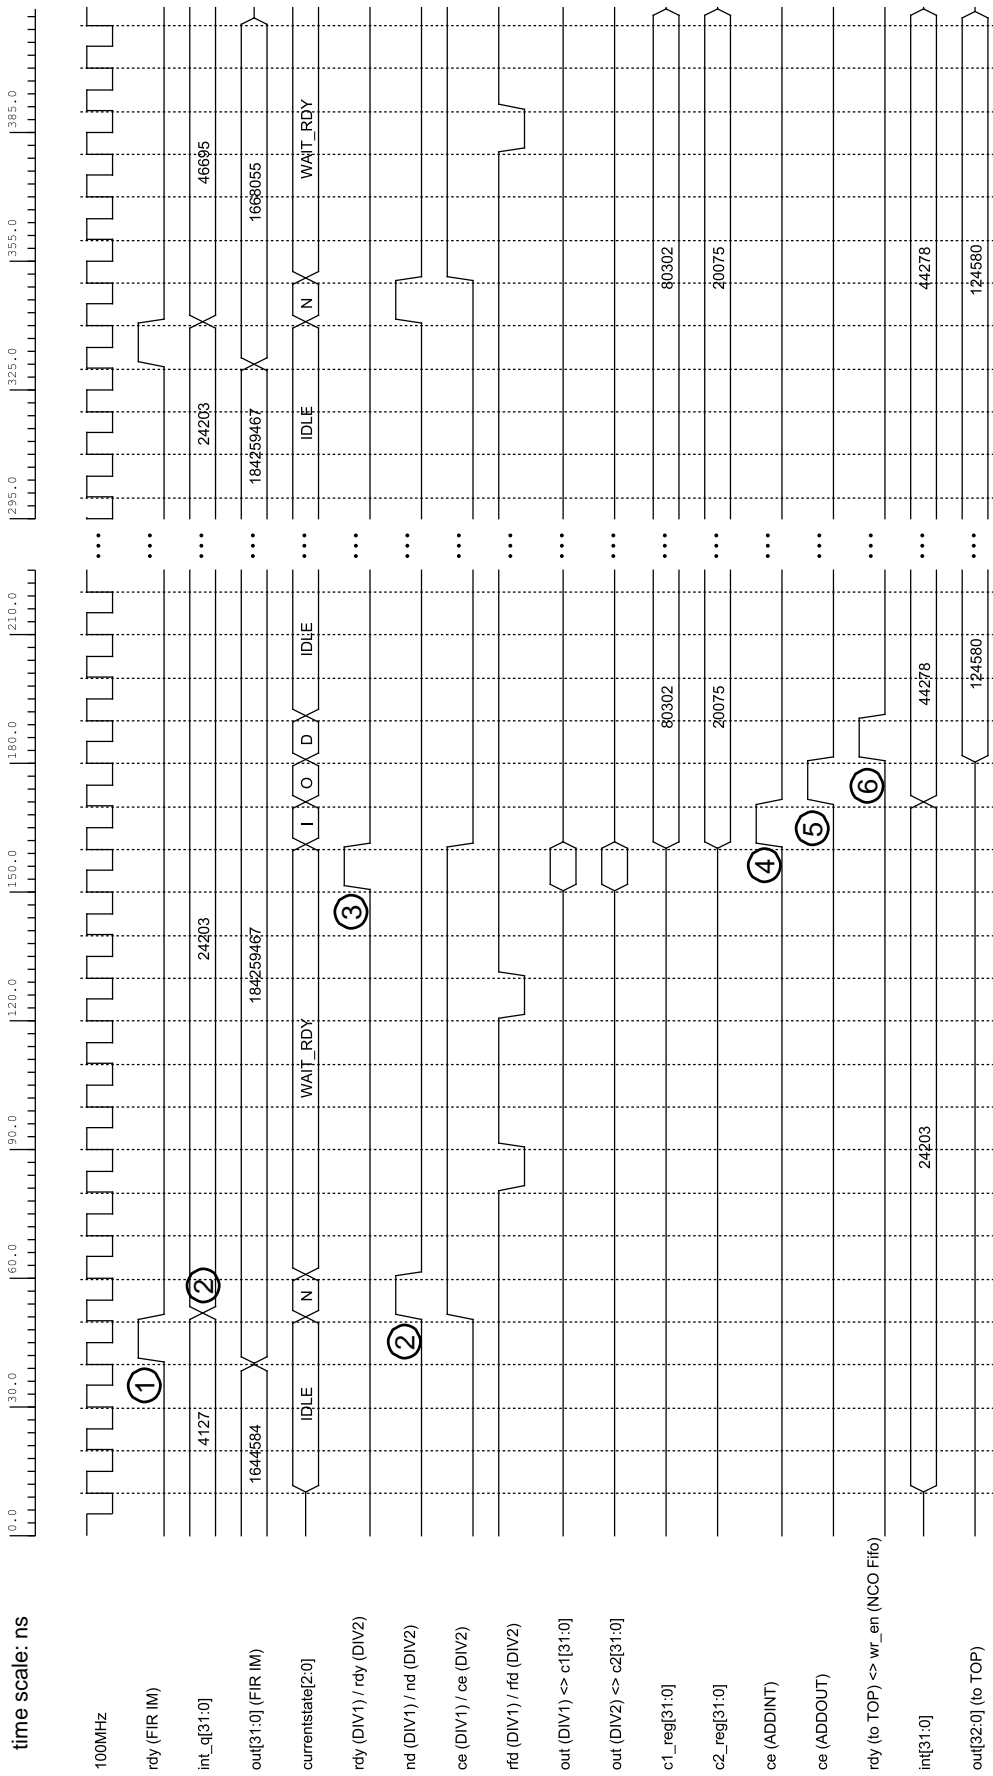 time scale: ns
0.0 30.0 60.0 90.0 120.0 150.0 180.0 210.0 295.0 325.0 355.0 385.0
100MHz ...
rdy (FIR IM) 1 ...
int_q[31:0] 4127 2 24203 ... 24203 46695
out[31:0] (FIR IM) 1644584 184259467 ... 184259467 1668055
currentstate[2:0] IDLE N WAIT_RDY I O D IDLE ... IDLE N WAIT_RDY
rdy (DIV1) / rdy (DIV2) 3 ...
nd (DIV1) / nd (DIV2) 2 ...
ce (DIV1) / ce (DIV2) ...
rfd (DIV1) / rfd (DIV2) ...
out (DIV1) <> c1[31:0] ...
out (DIV2) <> c2[31:0] ...
c1_reg[31:0] 80302 ... 80302
c2_reg[31:0] 20075 ... 20075
ce (ADDINT) 4 ...
ce (ADDOUT) 5 ...
rdy (to TOP) <> wr_en (NCO Fifo) 6 ...
int[31:0] 24203 44278 ... 44278
out[32:0] (to TOP) 124580 ... 124580